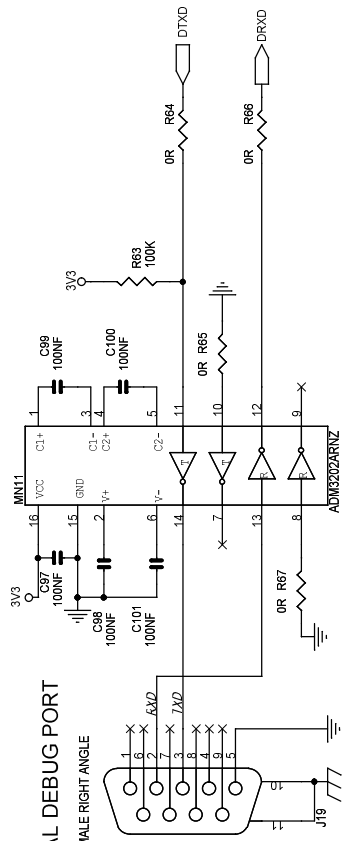 AL DEBUG PORT
MALE RIGHT ANGLE
1
6
2
7
3
8
4
9
5
10
11
J19
RXD
TXD
3V3
C97
100NF
C98
100NF
C101
100NF
0R R67
16
15
2
6
14
7
13
8
MN11
VCC
GND
V+
V-
C1+
C1-
C2+
C2-
T
T
R
R
ADM3202ARNZ
1
3
4
5
11
10
12
9
C99
100NF
C100
100NF
3V3
R63
100K
0R R65
0R
R64
DTXD
0R
R66
DRXD